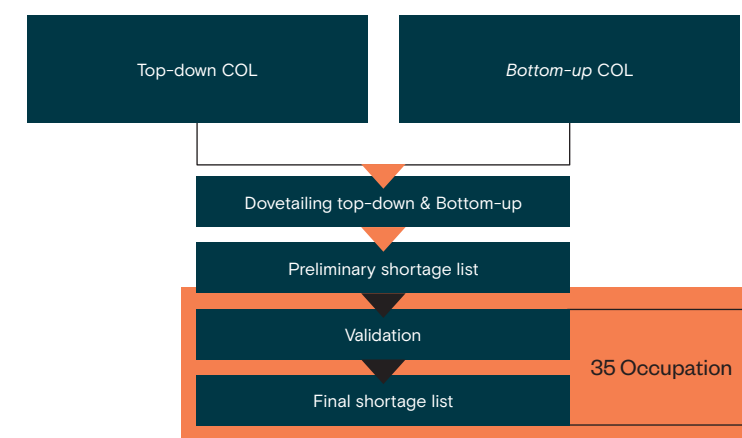 Top-down COL
Bottom-up COL
Dovetailing top-down & Bottom-up
Preliminary shortage list
Validation
35 Occupation
Final shortage list